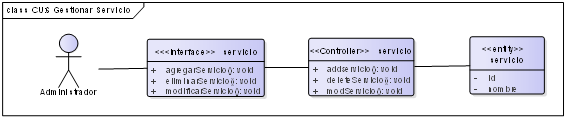 class CU8 Gestionar Servicio
Administrador
<<<Interface>> servicio
+ agregarServicio(): void
+ eliminarServicio(): void
+ modificarServicio(): void
<<Controller>> servicio
+ addservicio(): void
+ deleteServicio(): void
+ modServicio(): void
<<entity>>
servicio
- id
- nombre